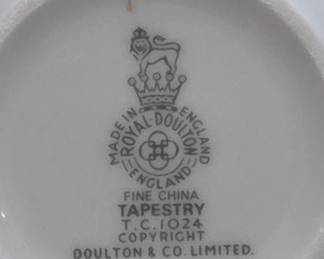 MADE IN ENGLAND
ROYAL·DOULTON
ENGLAND
FINE CHINA
TAPESTRY
T.C.1024
COPYRIGHT
DOULTON & CO. LIMITED.